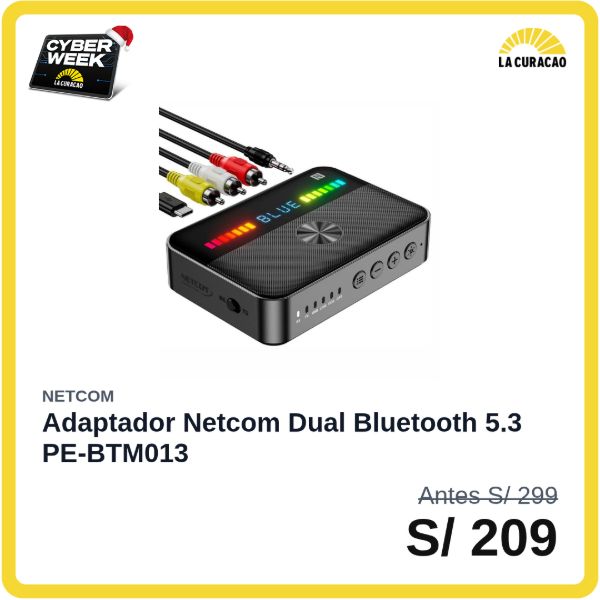 CYBER
WEEK
LA CURACAO
LA CURACAO
BLUE
NETCOM
Adaptador Netcom Dual Bluetooth 5.3
PE-BTM013
Antes S/ 299
S/ 209